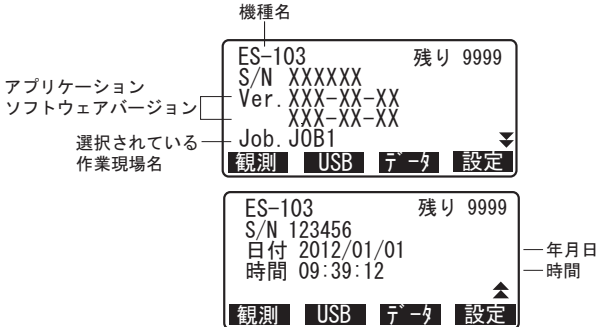 機種名
ES-103 残り 9999
S/N XXXXXX
アプリケーション
ソフトウェアバージョン
Ver. XXX-XX-XX
XXX-XX-XX
選択されている
作業現場名
Job. JOB1
観測 USB データ 設定
ES-103 残り 9999
S/N 123456
日付 2012/01/01 年月日
時間 09:39:12 時間
観測 USB データ 設定